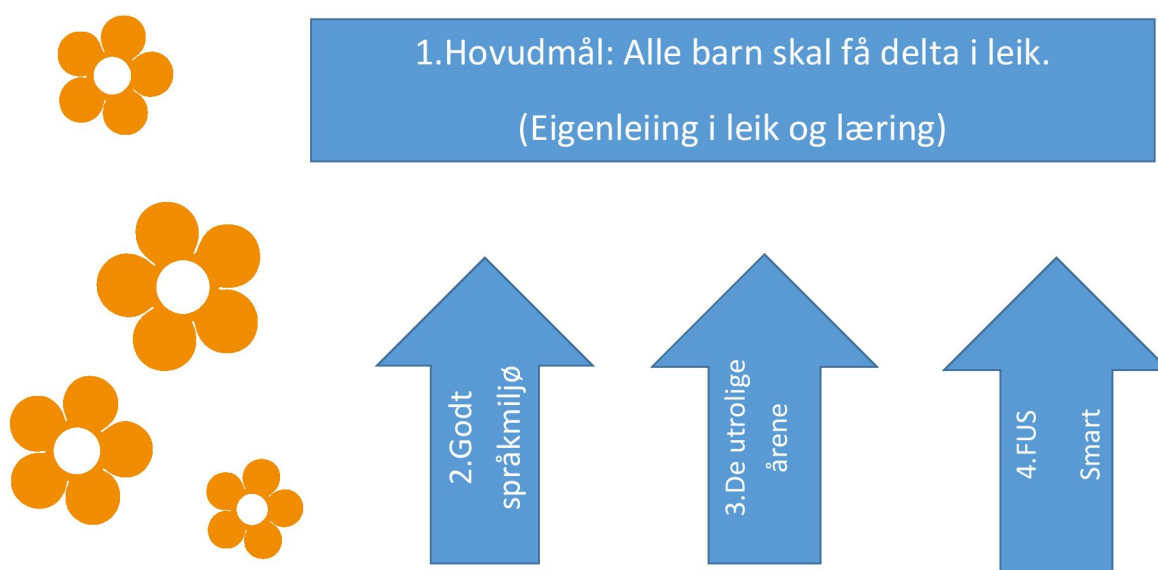 1.Hovudmål: Alle barn skal få delta i leik.
(Eigenleiing i leik og læring)
2.Godt
språkmiljø
3.De utrolige
årene
4.FUS
Smart